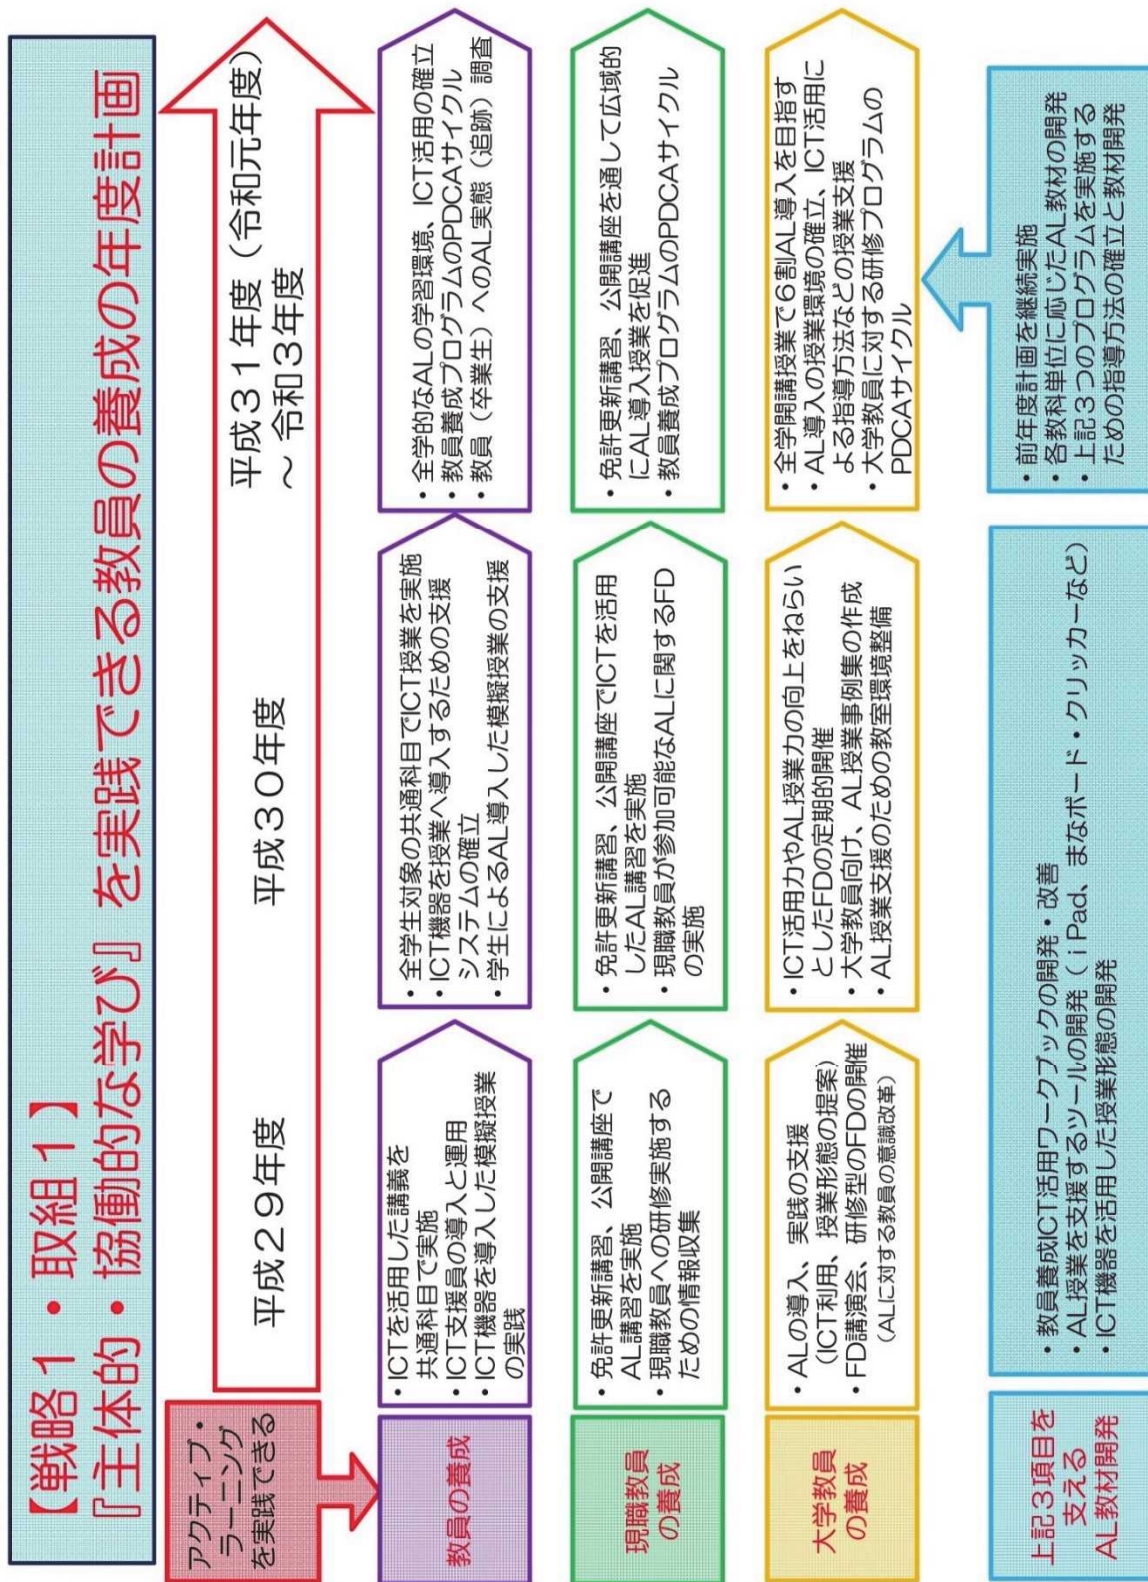 【戦略1・取組1】
『主体的・協働的な学び』を実践できる教員の養成の年度計画
平成29年度
平成30年度
平成31年度(令和元年度)
～令和3年度
アクティブ・
ラーニング
を実践できる
教員の養成
・ICTを活用した講義を
共通科目で実施
・ICT支援員の導入と運用
・ICT機器を導入した模擬授業
の実践
・全学生対象の共通科目でICT授業を実施
・ICT機器を授業へ導入するための支援
システムの確立
・学生によるAL導入した模擬授業の支援
・全学的なALの学習環境、ICT活用の確立
・教員養成プログラムのPDCAサイクル
・教員（卒業生）へのAL実態（追跡）調査
現職教員
の養成
・免許更新講習、公開講座で
AL講習を実施
・現職教員への研修実施する
ための情報収集
・免許更新講習、公開講座でICTを活用
したAL講習を実施
・現職教員が参加可能なALに関するFD
の実施
・免許更新講習、公開講座を通して広域的
にAL導入授業を促進
・教員養成プログラムのPDCAサイクル
大学教員
の養成
・ALの導入、実践の支援
（ICT利用、授業形態の提案）
・FD講演会、研修型のFDの開催
（ALに対する教員の意識改革）
・ICT活用力やAL授業力の向上をねらい
としたFDの定期的開催
・大学教員向け、AL授業事例集の作成
・AL授業支援のための教室環境整備
・全学開講授業で6割AL導入を目指す
・AL導入の授業環境の確立、ICT活用に
よる指導方法などの授業支援
・大学教員に対する研修プログラムの
PDCAサイクル
上記3項目を
支える
AL教材開発
・教員養成ICT活用ワークブックの開発・改善
・AL授業を支援するツールの開発（iPad、まなボード・クリッカーなど）
・ICT機器を活用した授業形態の開発
・前年度計画を継続実施
・各教科単位に応じたAL教材の開発
・上記3つのプログラムを実施する
ための指導方法の確立と教材開発